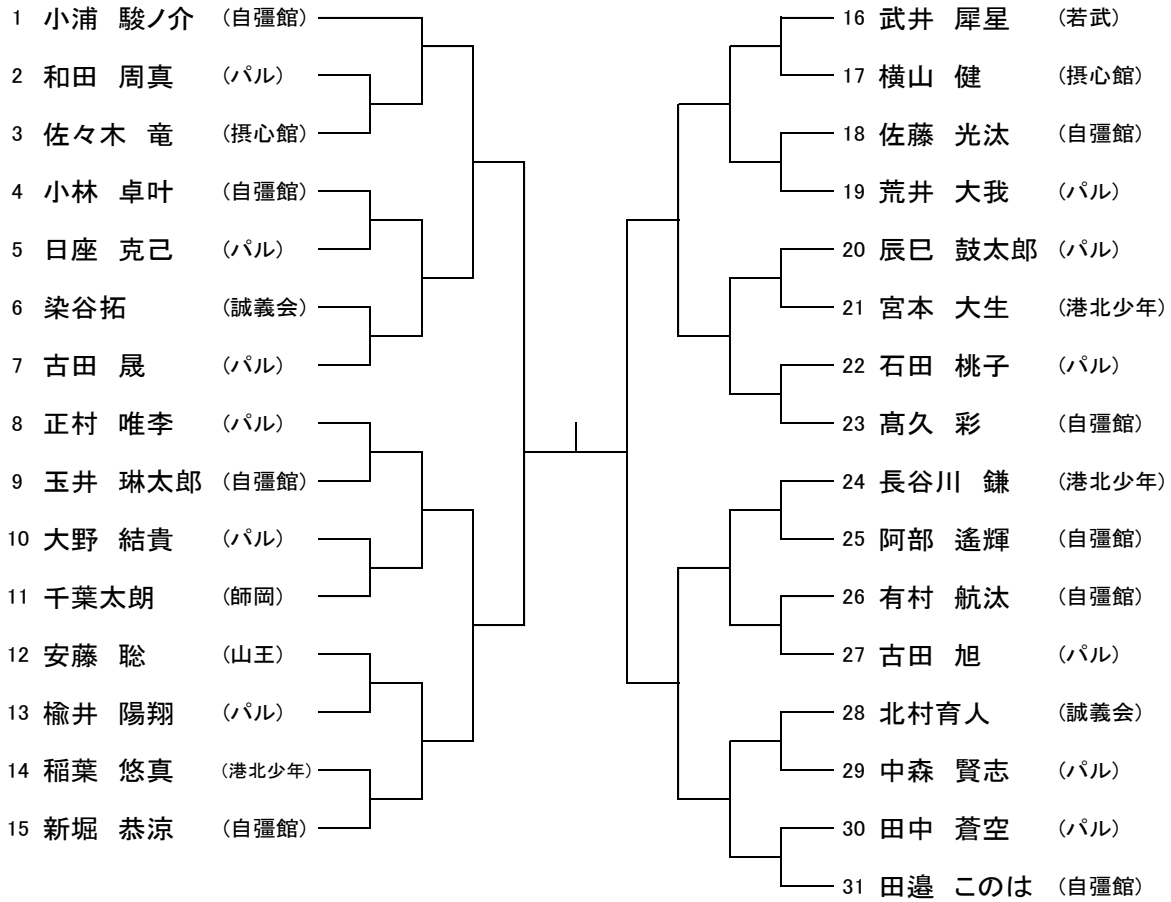 1 小浦 駿ノ介 (自彊館)
2 和田 周真 (パル)
3 佐々木 竜 (摂心館)
4 小林 卓叶 (自彊館)
5 日座 克己 (パル)
6 染谷拓 (誠義会)
7 古田 晟 (パル)
8 正村 唯李 (パル)
9 玉井 琳太郎 (自彊館)
10 大野 結貴 (パル)
11 千葉太朗 (師岡)
12 安藤 聡 (山王)
13 楡井 陽翔 (パル)
14 稲葉 悠真 (港北少年)
15 新堀 恭涼 (自彊館)
16 武井 犀星 (若武)
17 横山 健 (摂心館)
18 佐藤 光汰 (自彊館)
19 荒井 大我 (パル)
20 辰巳 鼓太郎 (パル)
21 宮本 大生 (港北少年)
22 石田 桃子 (パル)
23 髙久 彩 (自彊館)
24 長谷川 鎌 (港北少年)
25 阿部 遙輝 (自彊館)
26 有村 航汰 (自彊館)
27 古田 旭 (パル)
28 北村育人 (誠義会)
29 中森 賢志 (パル)
30 田中 蒼空 (パル)
31 田邉 このは (自彊館)